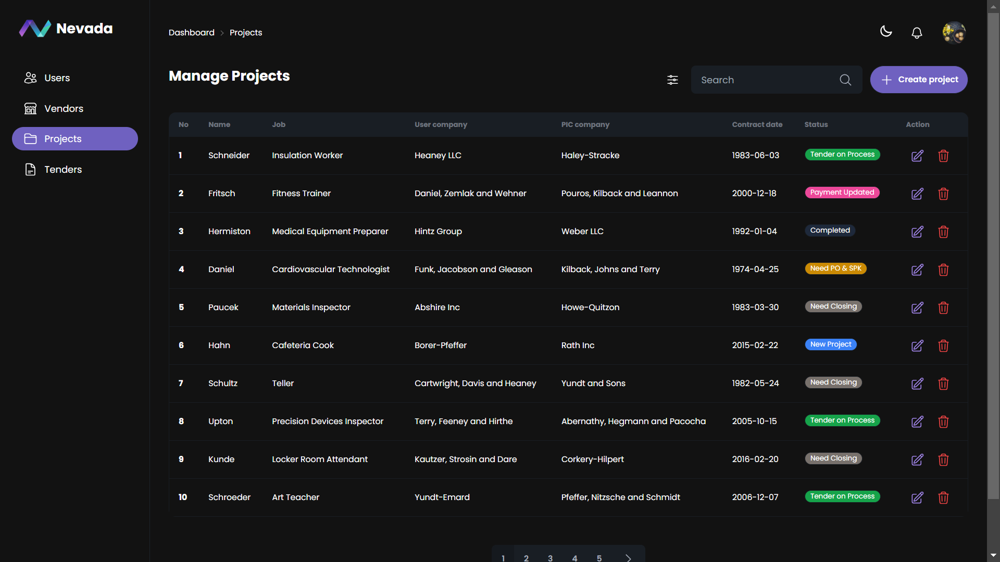 Nevada
Users
Vendors
Projects
Tenders
Dashboard Projects
Manage Projects
Search
Create project
No Name Job User company PIC company Contract date Status Action
1 Schneider Insulation Worker Heaney LLC Haley-Stracke 1983-06-03 Tender on Process
2 Fritsch Fitness Trainer Daniel, Zemlak and Wehner Pouros, Kilback and Leannon 2000-12-18 Payment Updated
3 Hermiston Medical Equipment Preparer Hintz Group Weber LLC 1992-01-04 Completed
4 Daniel Cardiovascular Technologist Funk, Jacobson and Gleason Kilback, Johns and Terry 1974-04-25 Need PO & SPK
5 Paucek Materials Inspector Abshire Inc Howe-Quitzon 1983-03-30 Need Closing
6 Hahn Cafeteria Cook Borer-Pfeffer Rath Inc 2015-02-22 New Project
7 Schultz Teller Cartwright, Davis and Heaney Yundt and Sons 1982-05-24 Need Closing
8 Upton Precision Devices Inspector Terry, Feeney and Hirthe Abernathy, Hegmann and Pacocha 2005-10-15 Tender on Process
9 Kunde Locker Room Attendant Kautzer, Strosin and Dare Corkery-Hilpert 2016-02-20 Need Closing
10 Schroeder Art Teacher Yundt-Emard Pfeffer, Nitzsche and Schmidt 2006-12-07 Tender on Process
1 2 3 4 5